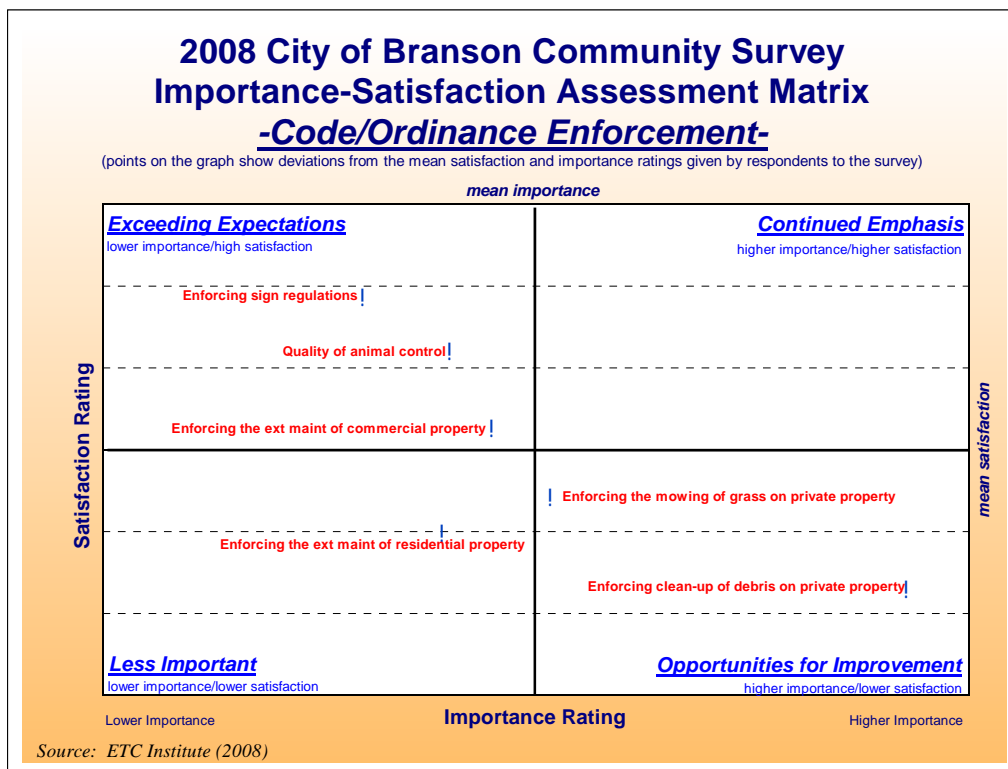 2008 City of Branson Community Survey
Importance-Satisfaction Assessment Matrix
-Code/Ordinance Enforcement-
(points on the graph show deviations from the mean satisfaction and importance ratings given by respondents to the survey)
mean importance
Exceeding Expectations
lower importance/high satisfaction
Continued Emphasis
higher importance/higher satisfaction
Enforcing sign regulations
Quality of animal control
Enforcing the ext maint of commercial property
Satisfaction Rating
mean satisfaction
Enforcing the mowing of grass on private property
Enforcing the ext maint of residential property
Enforcing clean-up of debris on private property
Less Important
lower importance/lower satisfaction
Opportunities for Improvement
higher importance/lower satisfaction
Lower Importance
Importance Rating
Higher Importance
Source: ETC Institute (2008)